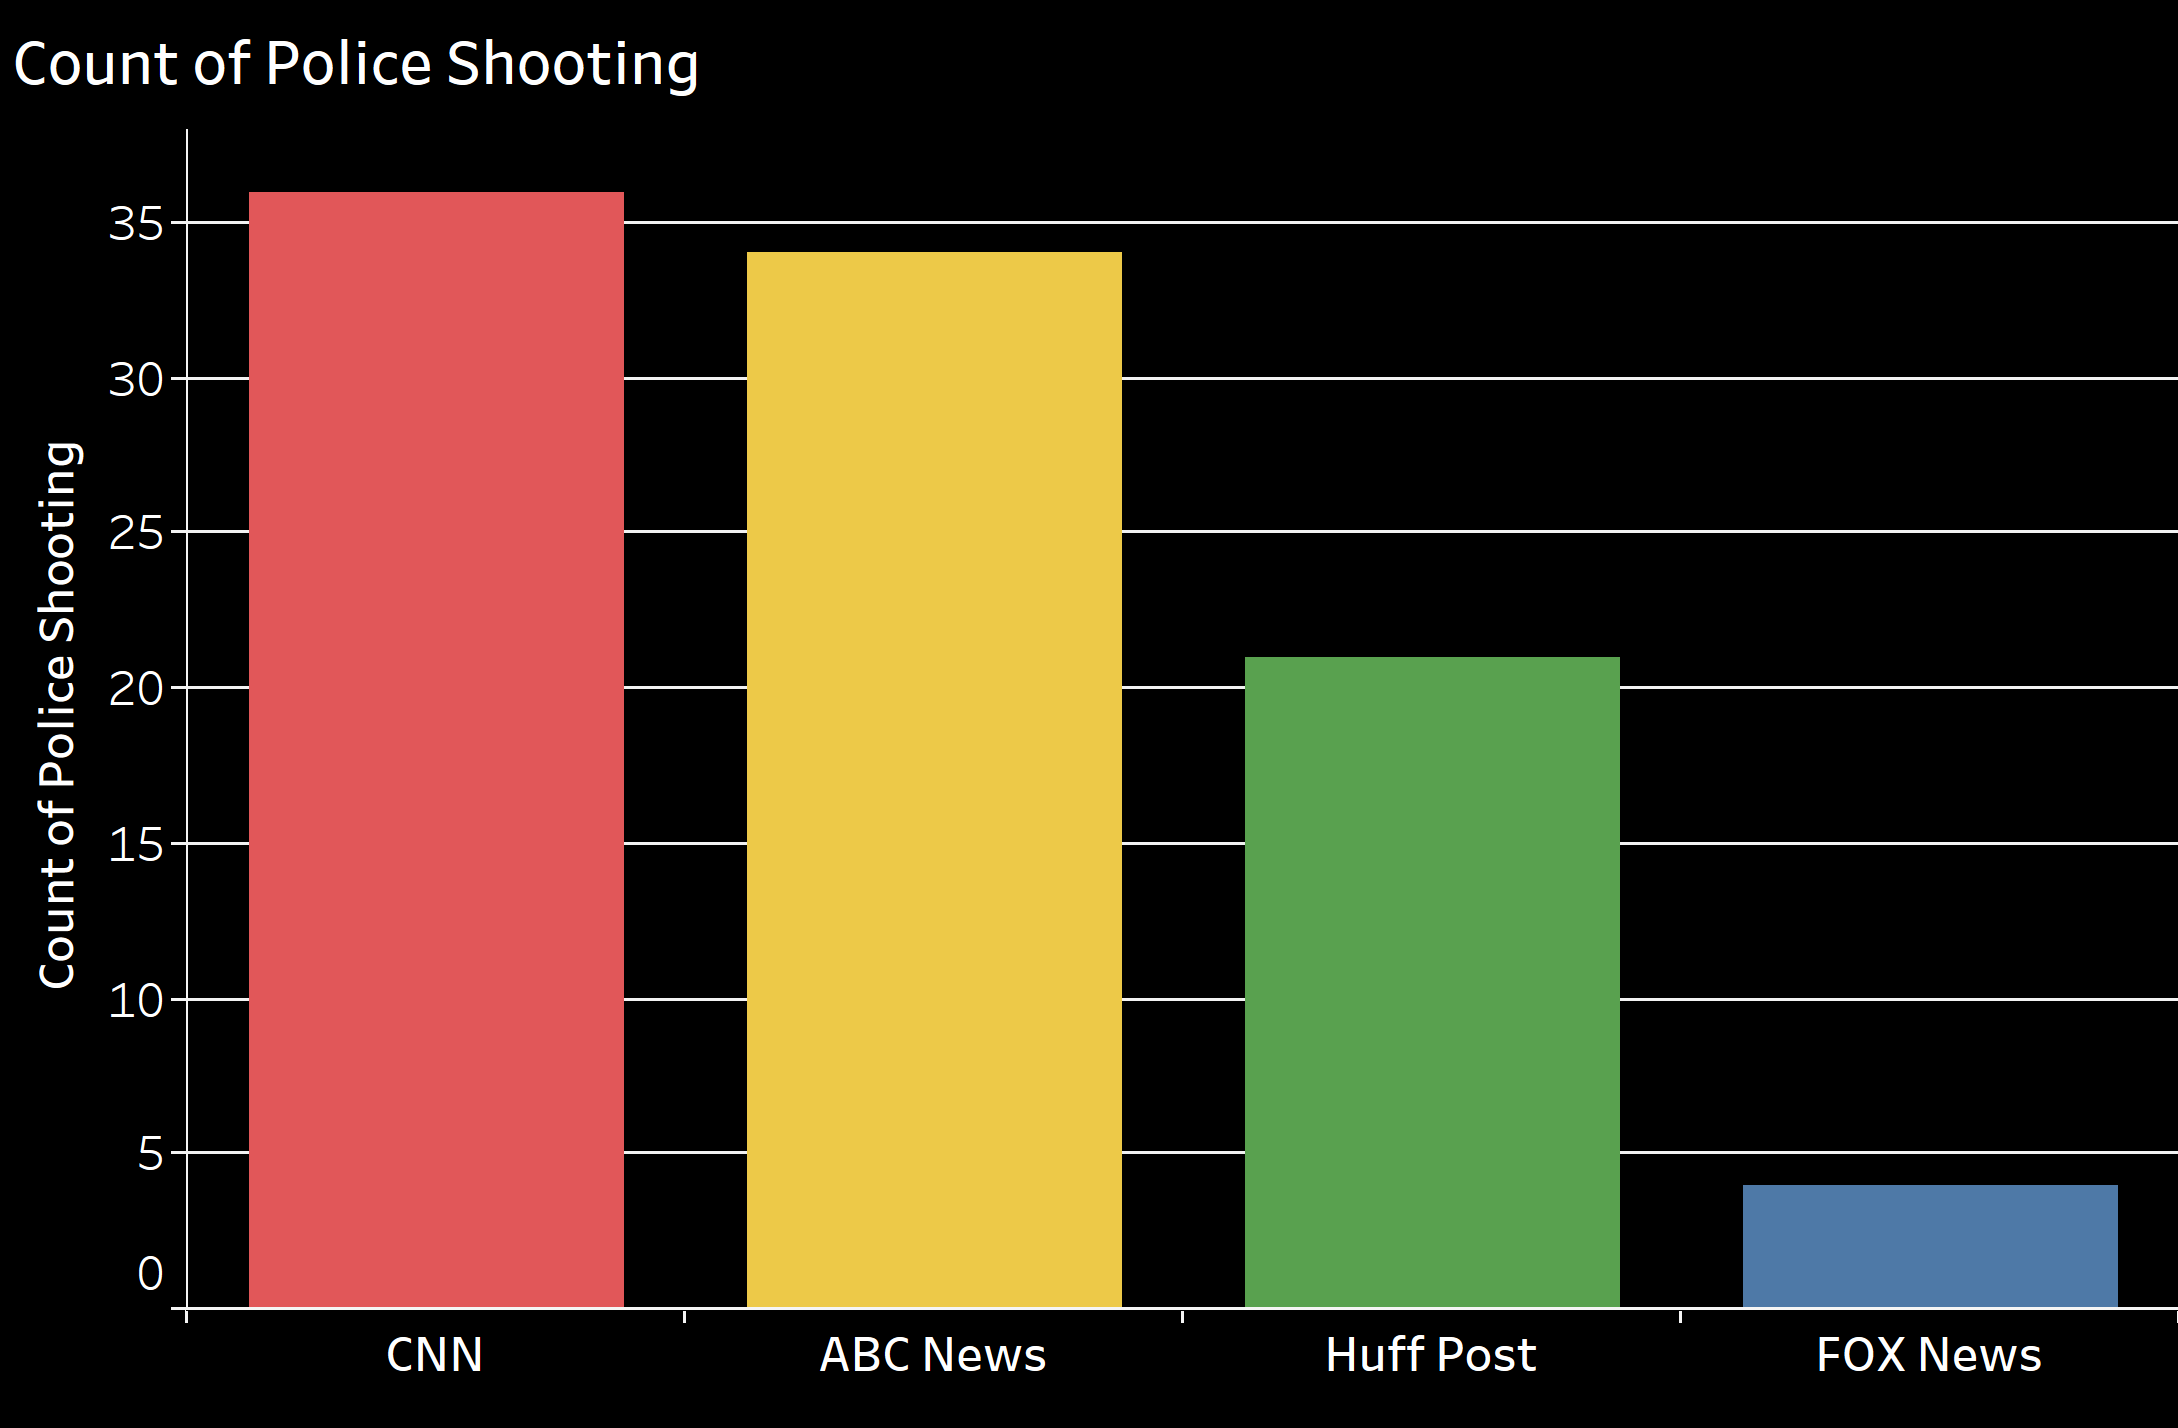 Count of Police Shooting
Count of Police Shooting
35
30
25
20
15
10
5
0
CNN
ABC News
Huff Post
FOX News